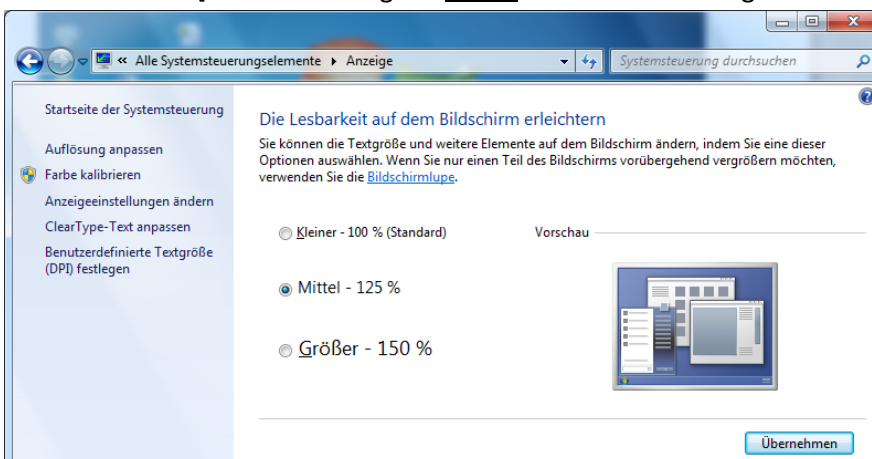 « Alle Systemsteuerungselemente ▸ Anzeige
Systemsteuerung durchsuchen
Startseite der Systemsteuerung
Auflösung anpassen
Farbe kalibrieren
Anzeigeeinstellungen ändern
ClearType-Text anpassen
Benutzerdefinierte Textgröße
(DPI) festlegen
Die Lesbarkeit auf dem Bildschirm erleichtern
Sie können die Textgröße und weitere Elemente auf dem Bildschirm ändern, indem Sie eine dieser
Optionen auswählen. Wenn Sie nur einen Teil des Bildschirms vorübergehend vergrößern möchten,
verwenden Sie die Bildschirmlupe.
Kleiner - 100 % (Standard)
Vorschau
Mittel - 125 %
Größer - 150 %
Übernehmen